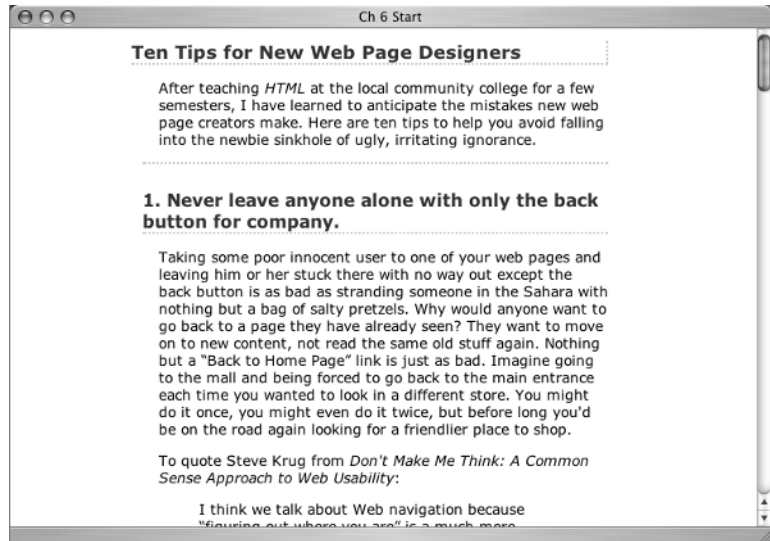 Ch 6 Start
Ten Tips for New Web Page Designers
After teaching HTML at the local community college for a few
semesters, I have learned to anticipate the mistakes new web
page creators make. Here are ten tips to help you avoid falling
into the newbie sinkhole of ugly, irritating ignorance.
1. Never leave anyone alone with only the back
button for company.
Taking some poor innocent user to one of your web pages and
leaving him or her stuck there with no way out except the
back button is as bad as stranding someone in the Sahara with
nothing but a bag of salty pretzels. Why would anyone want to
go back to a page they have already seen? They want to move
on to new content, not read the same old stuff again. Nothing
but a “Back to Home Page” link is just as bad. Imagine going
to the mall and being forced to go back to the main entrance
each time you wanted to look in a different store. You might
do it once, you might even do it twice, but before long you'd
be on the road again looking for a friendlier place to shop.
To quote Steve Krug from Don't Make Me Think: A Common
Sense Approach to Web Usability:
I think we talk about Web navigation because
“figuring out where you are” is a much more